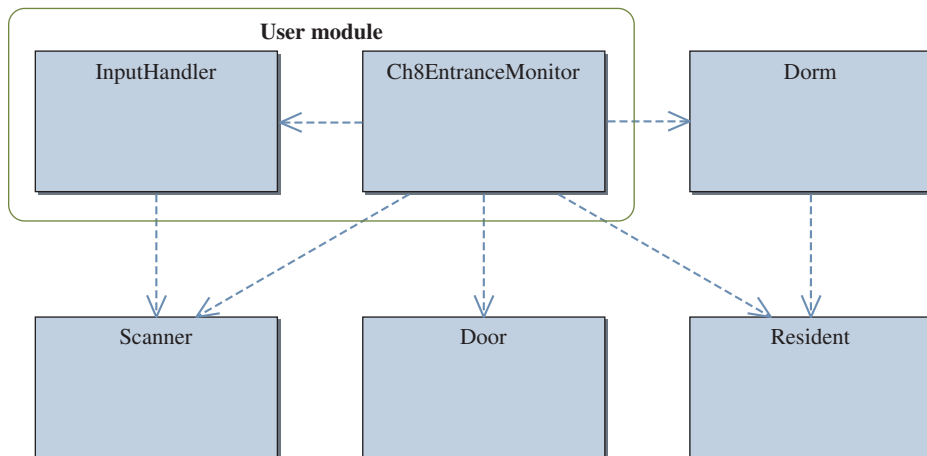 User module
InputHandler
Ch8EntranceMonitor
Dorm
Scanner
Door
Resident